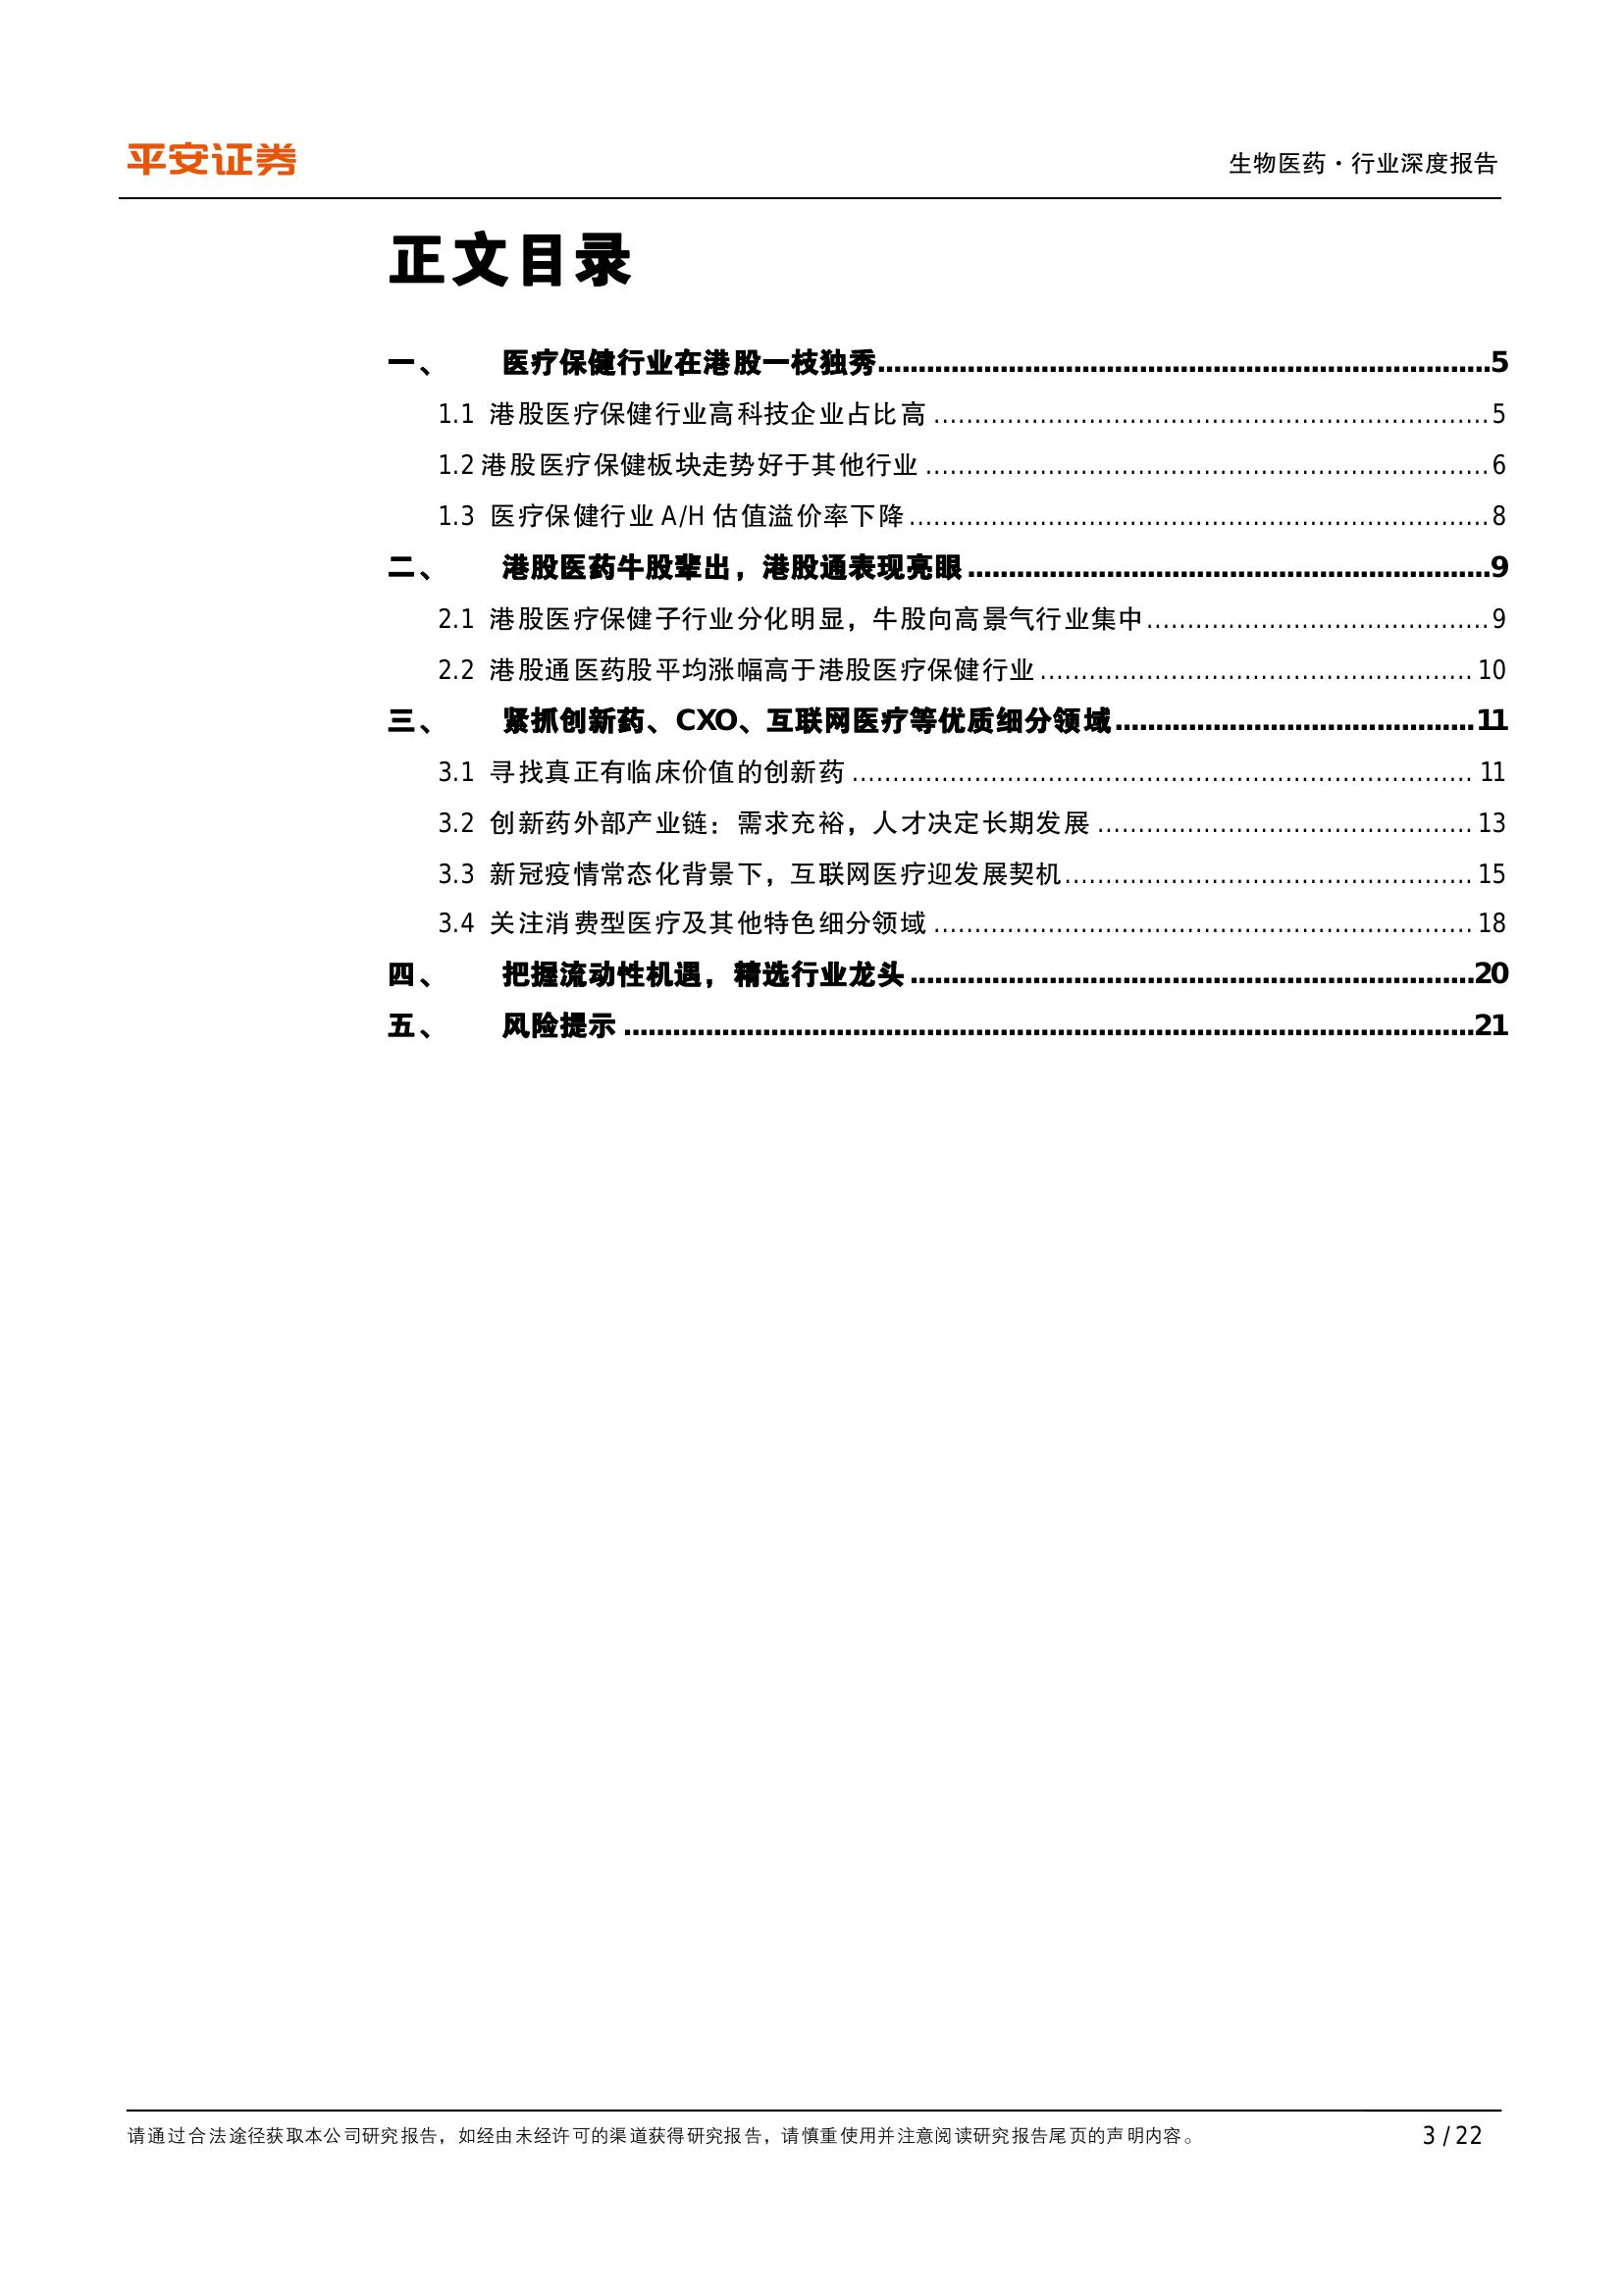 平安证券
生物医药·行业深度报告
正文目录
一、 医疗保健行业在港股一枝独秀........................................................................5
1.1 港股医疗保健行业高科技企业占比高........................................................................5
1.2 港股医疗保健板块走势好于其他行业........................................................................6
1.3 医疗保健行业 A/H 估值溢价率下降........................................................................8
二、 港股医药牛股辈出，港股通表现亮眼................................................................9
2.1 港股医疗保健子行业分化明显，牛股向高景气行业集中..........................................9
2.2 港股通医药股平均涨幅高于港股医疗保健行业.....................................................10
三、 紧抓创新药、CXO、互联网医疗等优质细分领域............................................11
3.1 寻找真正有临床价值的创新药............................................................................11
3.2 创新药外部产业链：需求充裕，人才决定长期发展..............................................13
3.3 新冠疫情常态化背景下，互联网医疗迎发展契机..................................................15
3.4 关注消费型医疗及其他特色细分领域..................................................................18
四、 把握流动性机遇，精选行业龙头.....................................................................20
五、 风险提示........................................................................................................21
请通过合法途径获取本公司研究报告，如经由未经许可的渠道获得研究报告，请慎重使用并注意阅读研究报告尾页的声明内容。
3 / 22